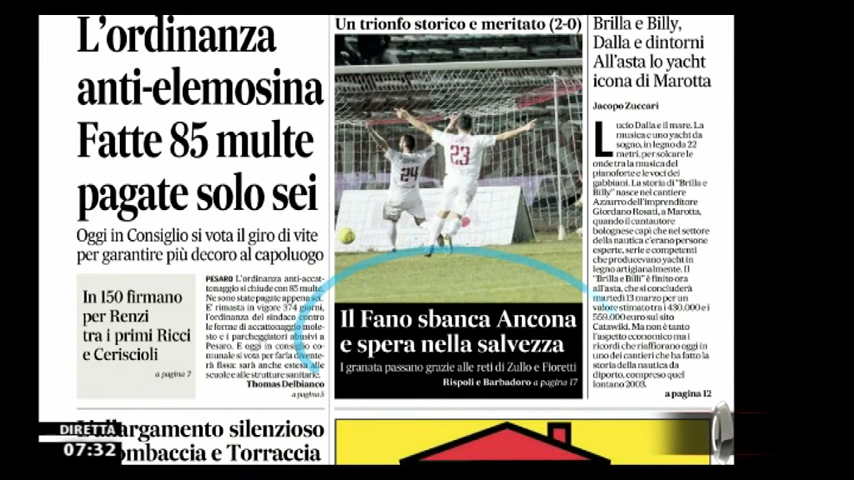 L'ordinanza
anti-elemosina
Fatte 85 multe
pagate solo sei
Oggi in Consiglio si vota il giro di vite
per garantire più decoro al capoluogo
In 150 firmano
per Renzi
tra i primi Ricci
e Ceriscioli
a pagina 7
PESARO L'ordinanza anti-accat-
tonaggio si chiude con 85 multe.
Ne sono state pagate appena sei.
E' rimasta in vigore 374 giorni,
l'ordinanza del sindaco contro
le forme di accattonaggio mole-
sto e i parcheggiatori abusivi a
Pesaro. E oggi in consiglio co-
munale si vota per farla divente-
rà fissa: sarà anche estesa alle
scuole e alle strutture sanitarie.
Thomas Delbianco
a pagina 5
Un trionfo storico e meritato (2-0)
24
23
Il Fano sbanca Ancona
e spera nella salvezza
I granata passano grazie alle reti di Zullo e Fioretti
Rispoli e Barbadoro a pagina 17
Brilla e Billy,
Dalla e dintorni
All'asta lo yacht
icona di Marotta
Jacopo Zuccari
Lucio Dalla e il mare. La
musica e uno yacht da
sogno, in legno da 22
metri, per solcare le
onde tra la musica del
pianoforte e le voci dei
gabbiani. La storia di "Brilla e
Billy" nasce nel cantiere
Azzurro dell'imprenditore
Giordano Rosati, a Marotta,
quando il cantautore
bolognese capì che nel settore
della nautica c'erano persone
esperte, serie e competenti
che producevano yacht in
legno artigianalmente. Il
"Brilla e Billi" è finito ora
all'asta, che si concluderà
martedì 13 marzo per un
valore stimato tra i 430.000 e i
559.000 euro sul sito
Catawiki. Ma non è tanto
l'aspetto economico ma i
ricordi che riaffiorano oggi in
uno dei cantieri che ha fatto la
storia della nautica da
diporto, compreso quel
lontano 2003.
a pagina 12
argamento silenzioso
ombaccia e Torraccia
DIRETTA
07:32